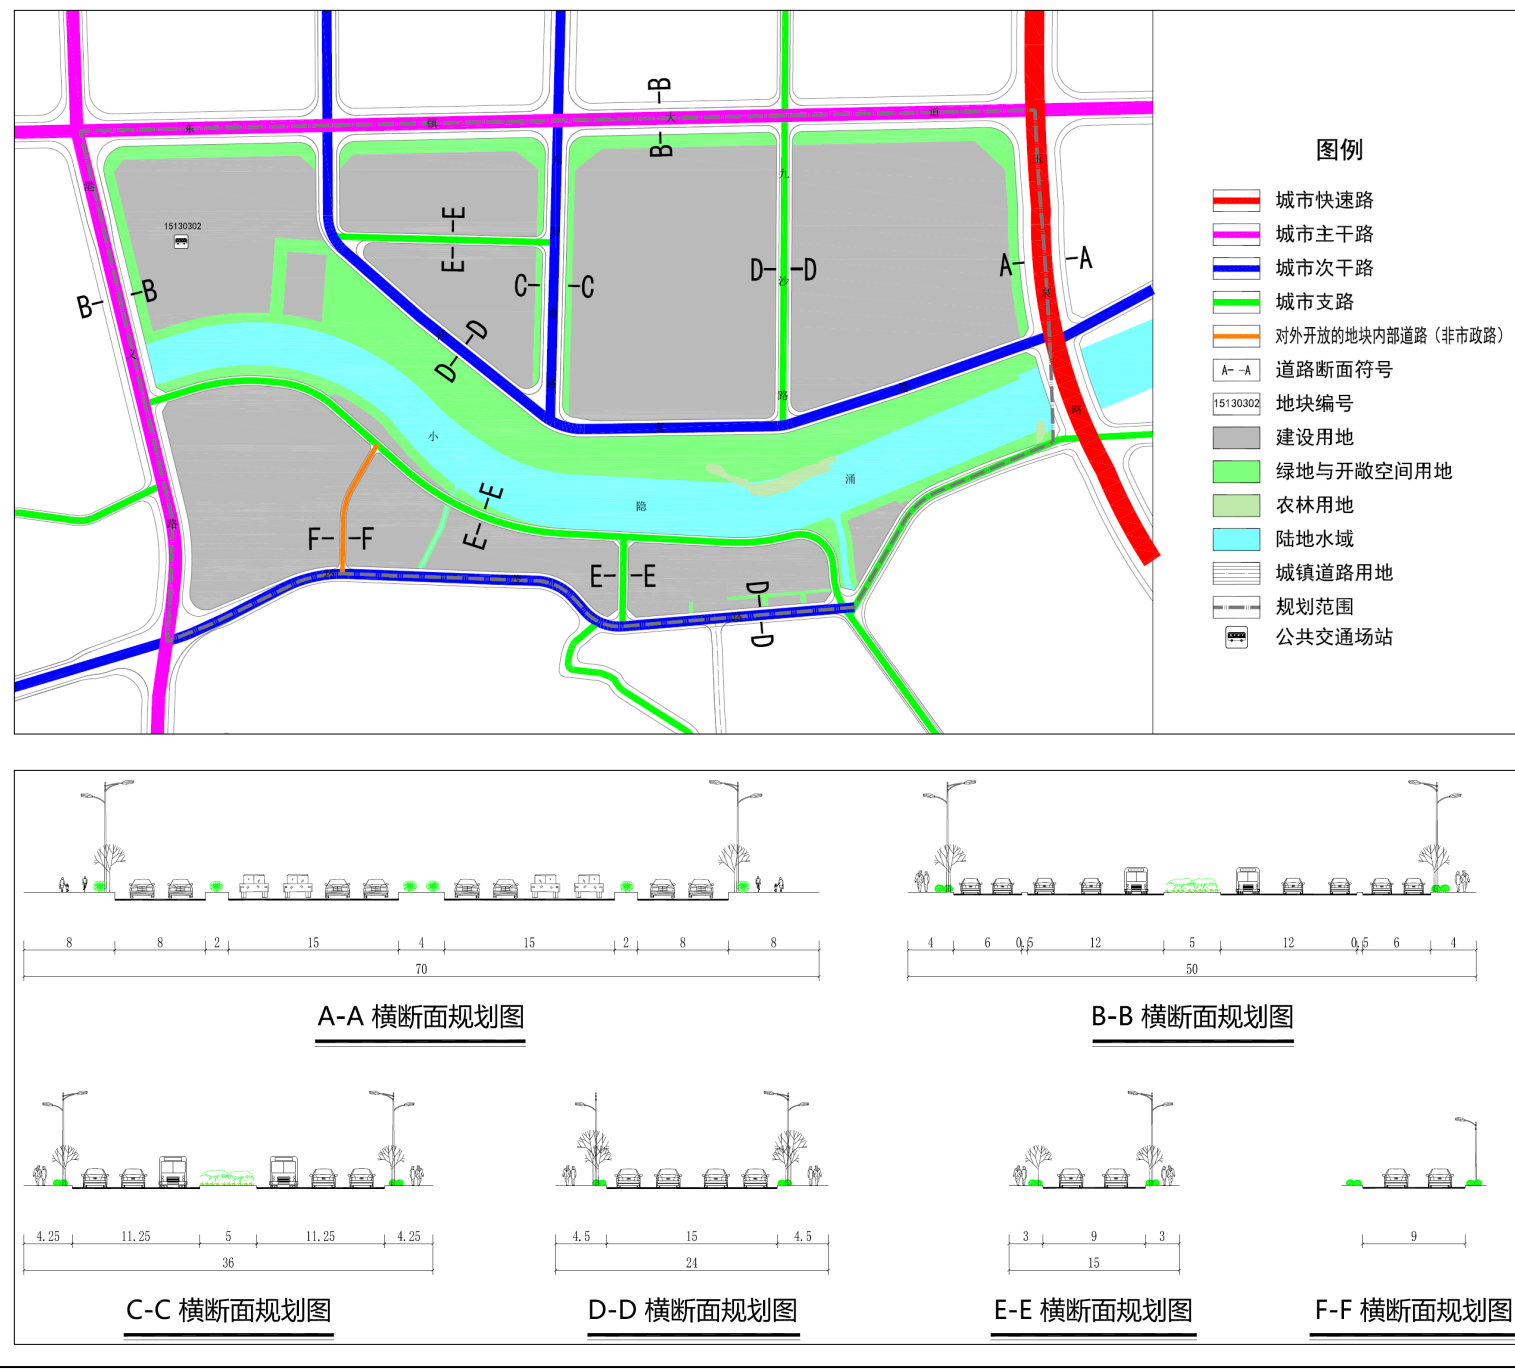 B
东 镇 大 道
B
港
九
玉
15130302
E
E
B B
C C
D D
沙
A A
泉
D D
叉
路
路
小
涌
隐
E E
路
F F
E E
D
D
图例
城市快速路
城市主干路
城市次干路
城市支路
对外开放的地块内部道路（非市政路）
A- -A 道路断面符号
15130302 地块编号
建设用地
绿地与开敞空间用地
农林用地
陆地水域
城镇道路用地
规划范围
公共交通场站
8 8 2 15 4 15 2 8 8
70
A-A 横断面规划图
4 6 0.5 12 5 12 0.5 6 4
50
B-B 横断面规划图
4.25 11.25 5 11.25 4.25
36
C-C 横断面规划图
4.5 15 4.5
24
D-D 横断面规划图
3 9 3
15
E-E 横断面规划图
9
F-F 横断面规划图